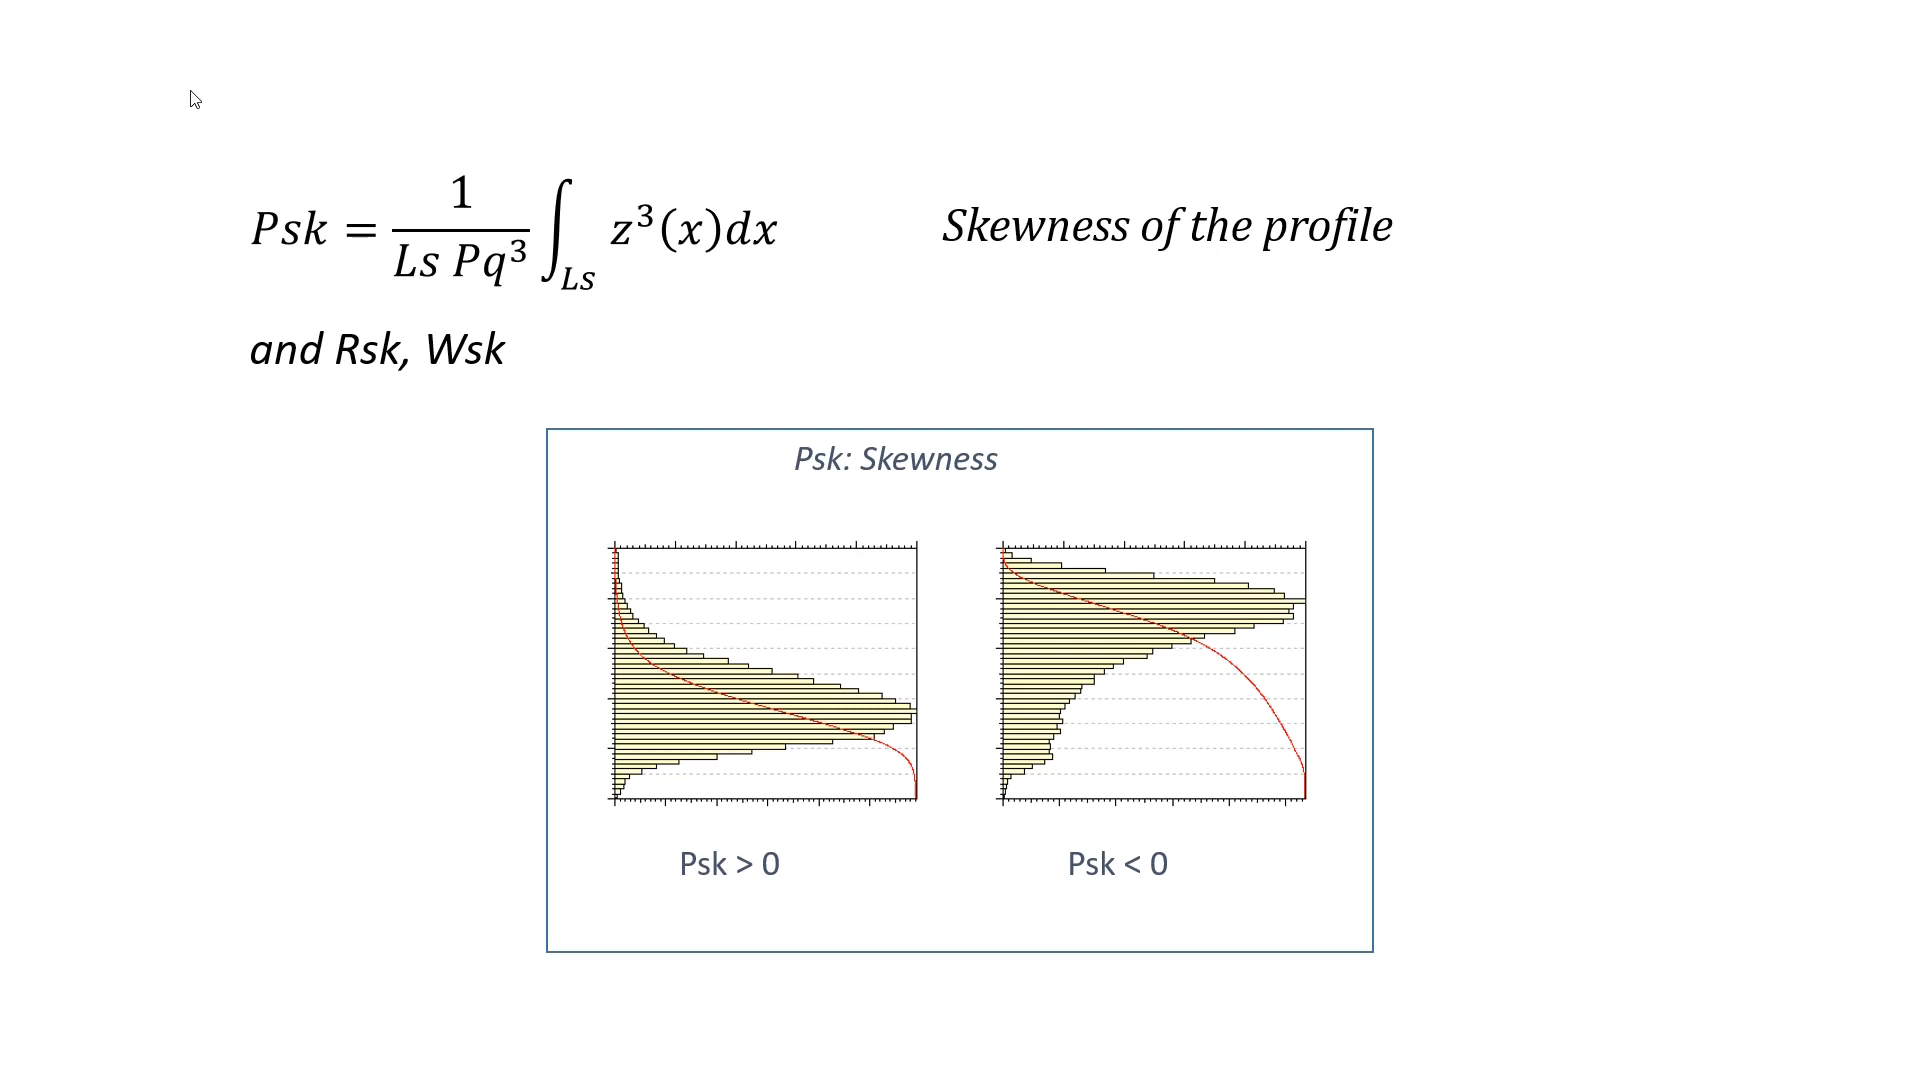 Psk = 1 / (Ls Pq³) ∫_Ls z³(x)dx
Skewness of the profile
and Rsk, Wsk
Psk: Skewness
Psk > 0
Psk < 0